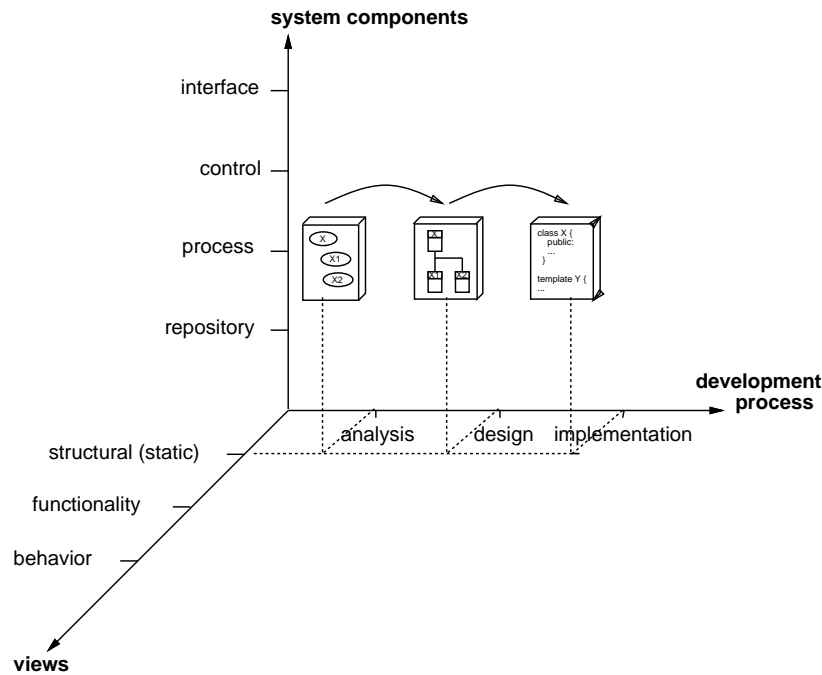 system components
interface
control
process
repository
X
X1
X2
X
X1
X2
class X {
public:
...
}
template Y {
...
development
process
analysis
design
implementation
structural (static)
functionality
behavior
views